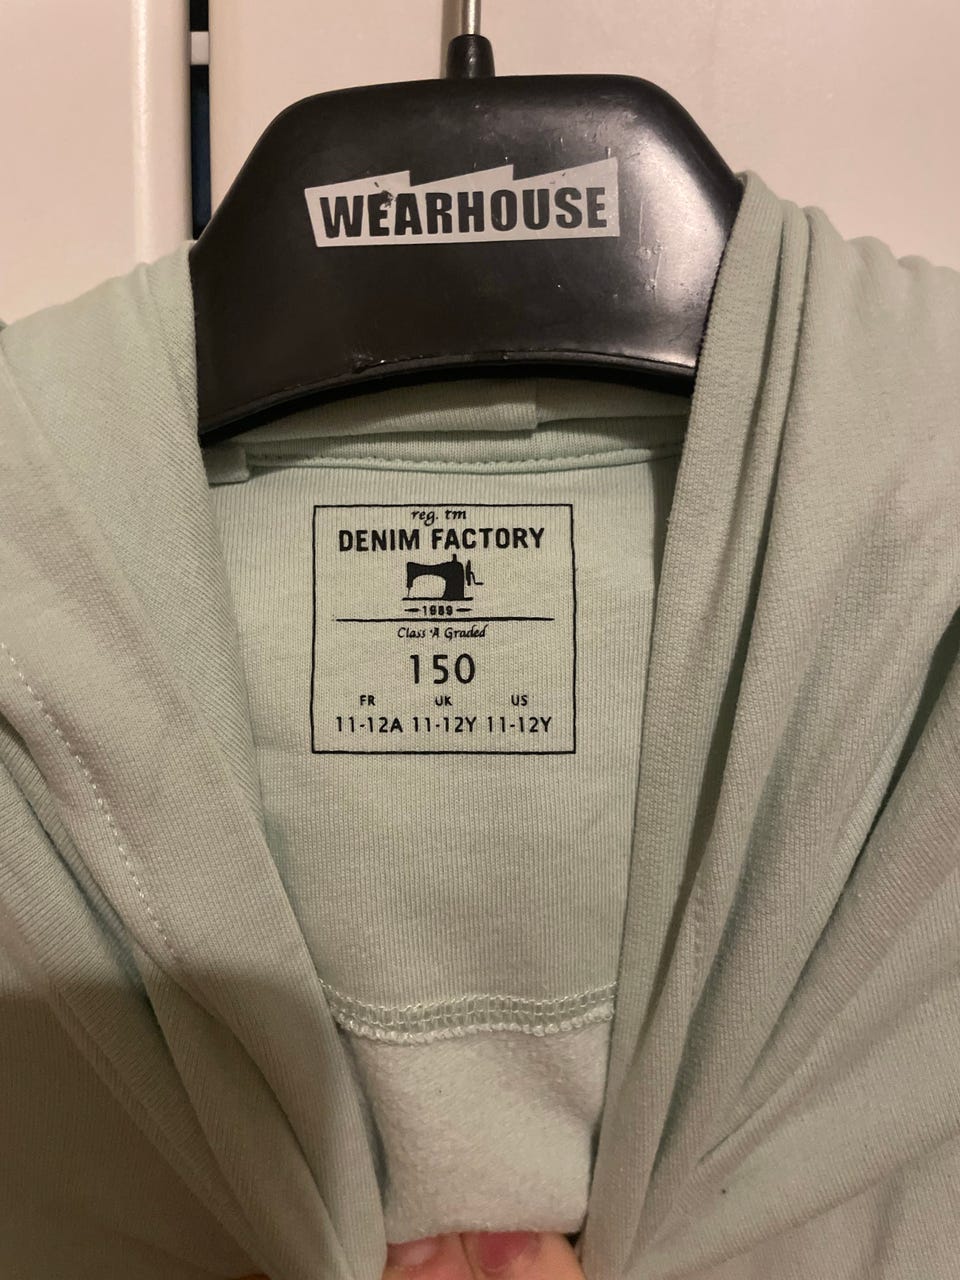 WEARHOUSE
reg. tm
DENIM FACTORY
1989
Class 'A Graded
150
FR UK US
11-12A 11-12Y 11-12Y